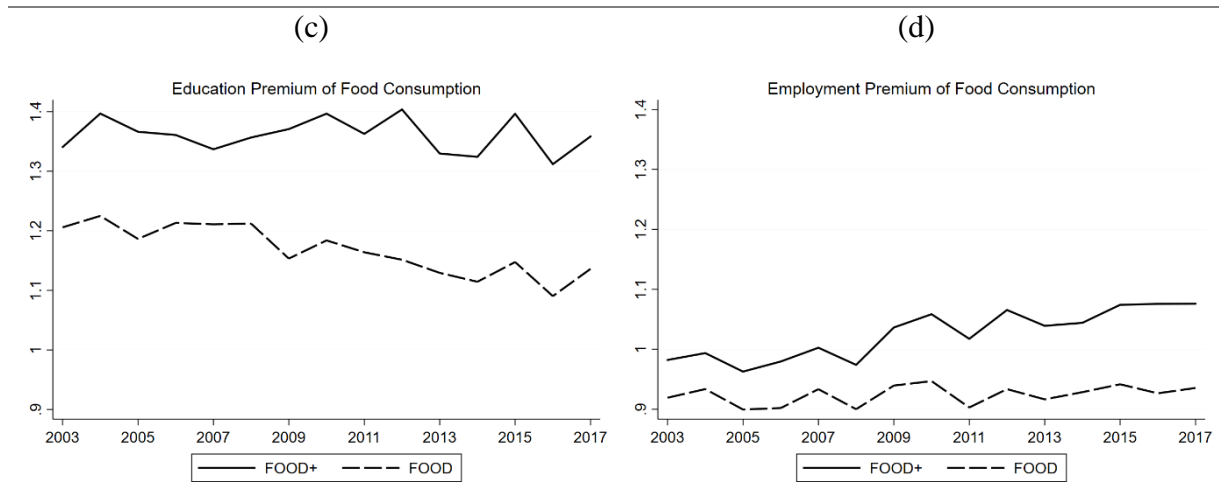 (c)
(d)
Education Premium of Food Consumption
1.4
1.3
1.2
1.1
1
.9
2003 2005 2007 2009 2011 2013 2015 2017
FOOD+ FOOD
Employment Premium of Food Consumption
1.4
1.3
1.2
1.1
1
.9
2003 2005 2007 2009 2011 2013 2015 2017
FOOD+ FOOD